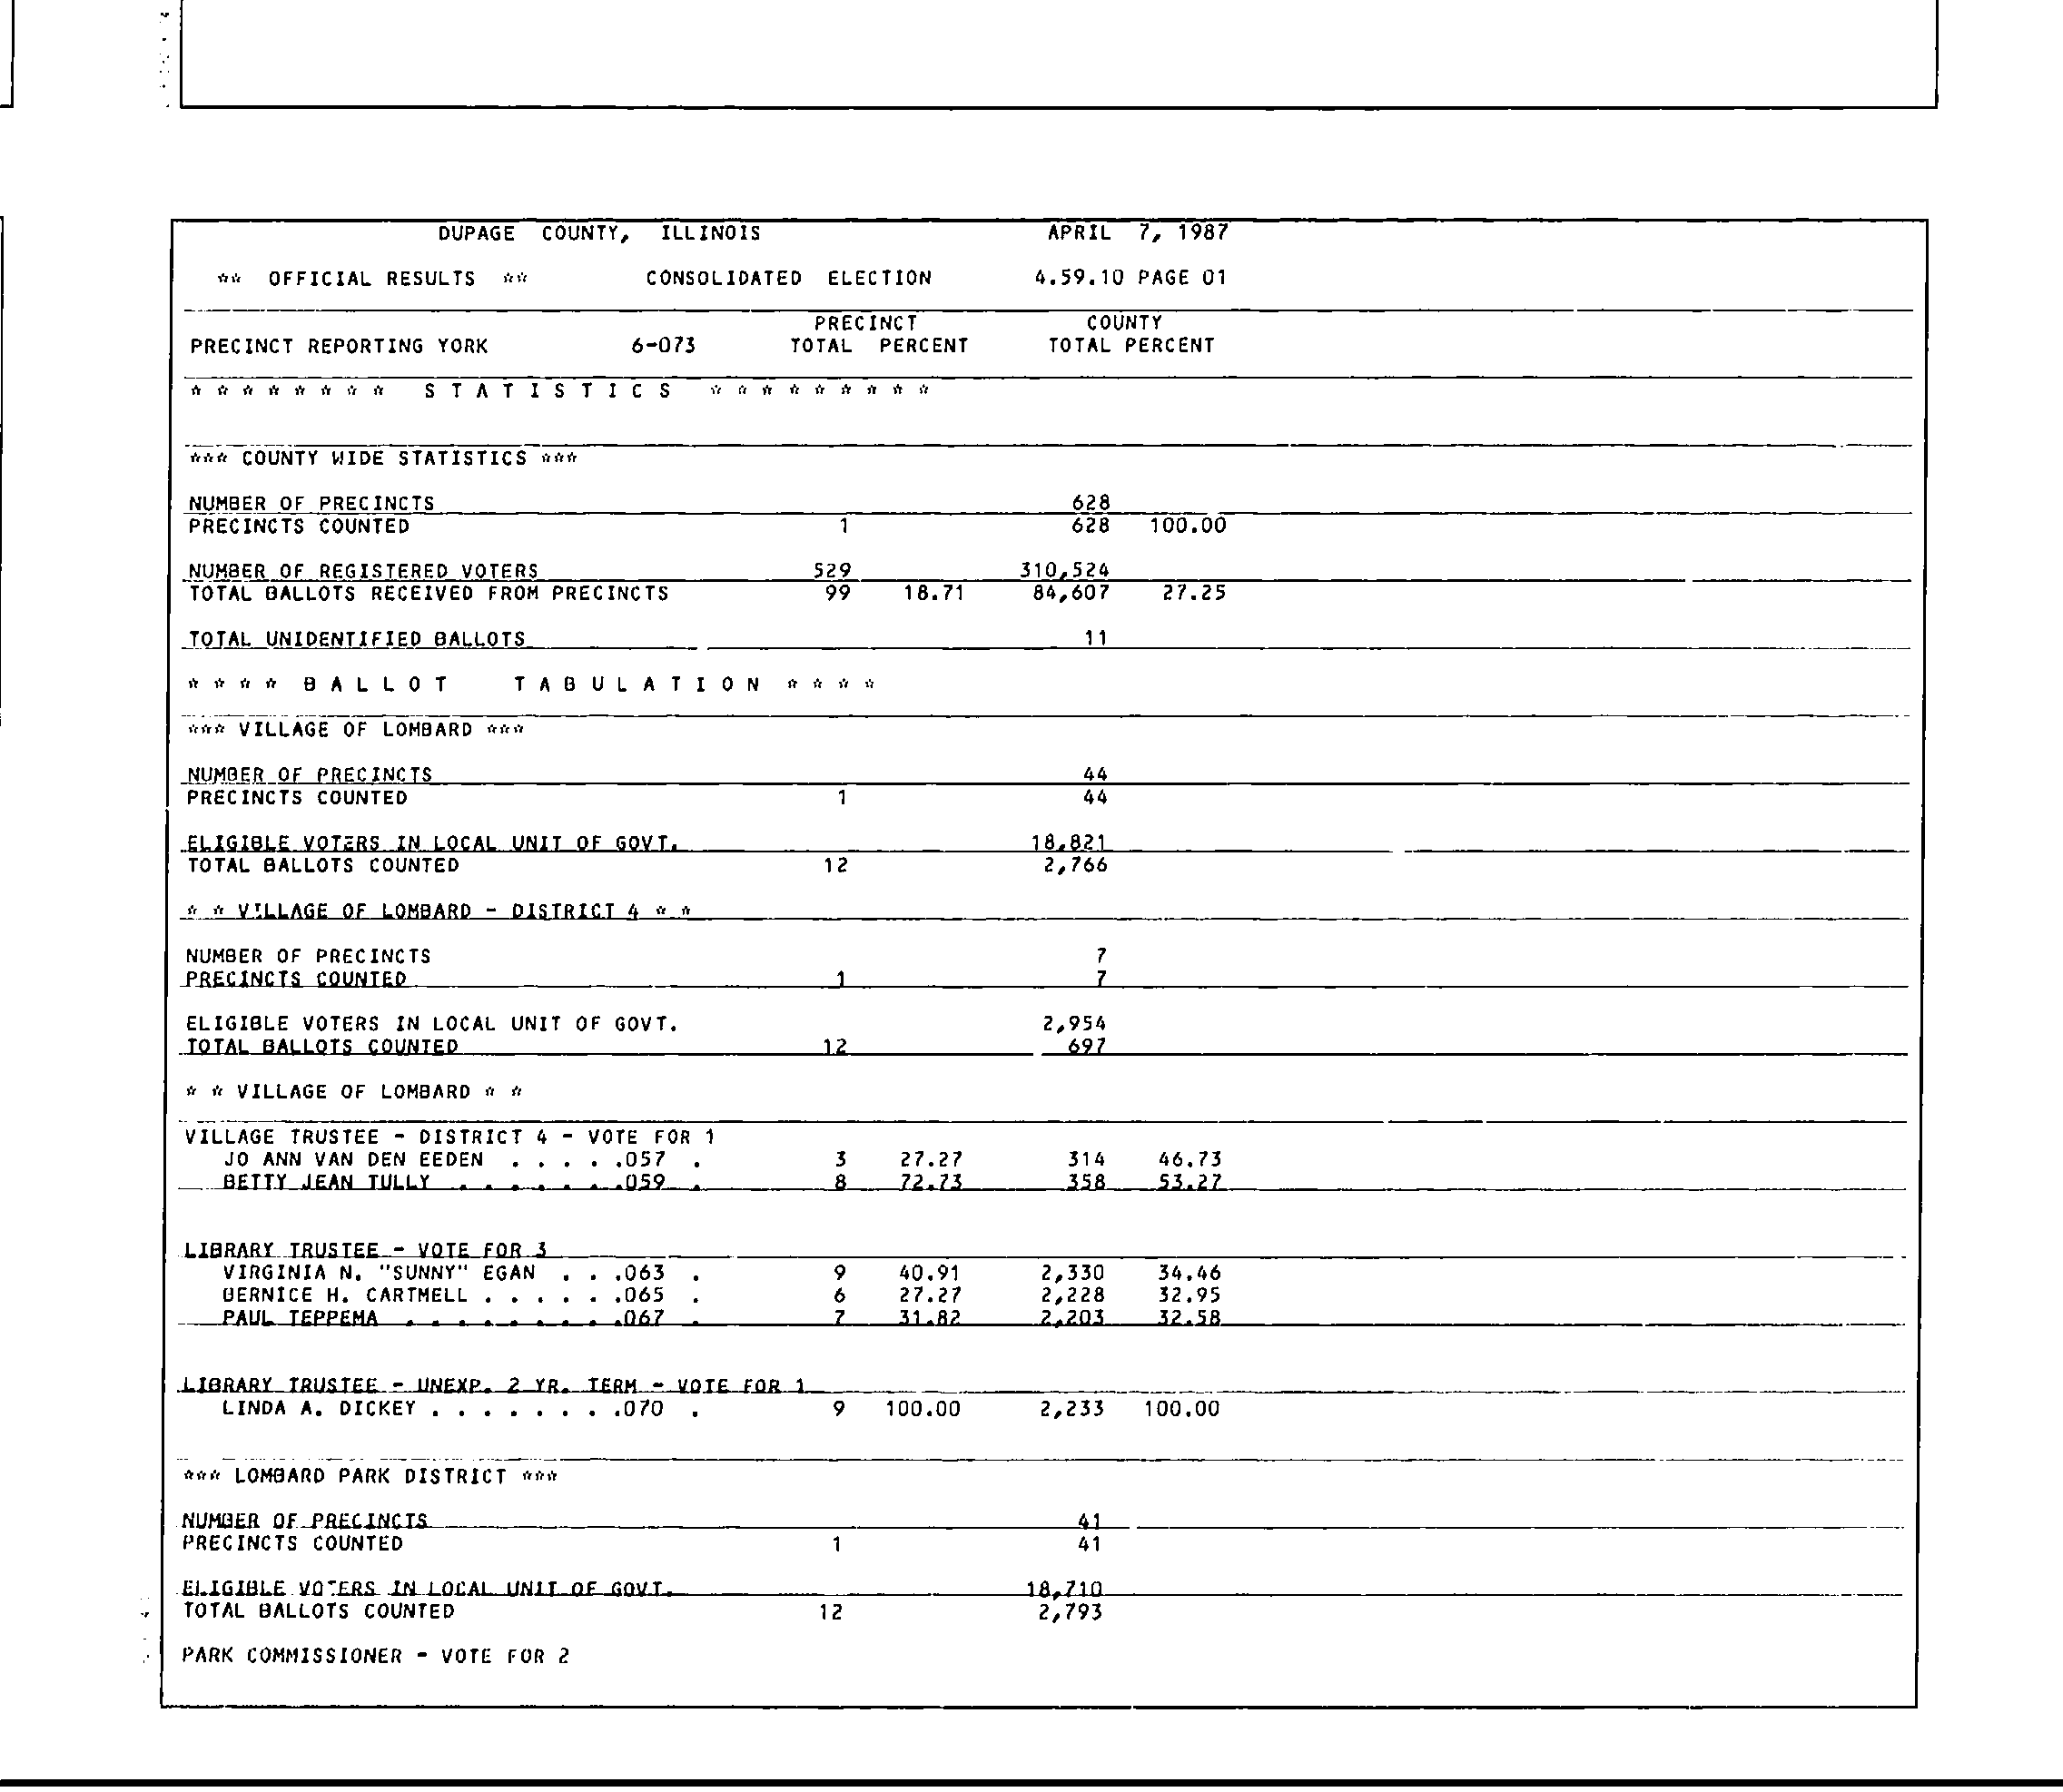 DUPAGE COUNTY, ILLINOIS APRIL 7, 1987
** OFFICIAL RESULTS ** CONSOLIDATED ELECTION 4.59.10 PAGE 01
PRECINCT COUNTY
PRECINCT REPORTING YORK 6-073 TOTAL PERCENT TOTAL PERCENT
* * * * * * * * S T A T I S T I C S * * * * * * * * *
*** COUNTY WIDE STATISTICS ***
NUMBER OF PRECINCTS 628
PRECINCTS COUNTED 1 628 100.00
NUMBER OF REGISTERED VOTERS 529 310,524
TOTAL BALLOTS RECEIVED FROM PRECINCTS 99 18.71 84,607 27.25
TOTAL UNIDENTIFIED BALLOTS 11
* * * * B A L L O T T A B U L A T I O N * * * *
*** VILLAGE OF LOMBARD ***
NUMBER OF PRECINCTS 44
PRECINCTS COUNTED 1 44
ELIGIBLE VOTERS IN LOCAL UNIT OF GOVT. 18,821
TOTAL BALLOTS COUNTED 12 2,766
* * VILLAGE OF LOMBARD - DISTRICT 4 * *
NUMBER OF PRECINCTS 7
PRECINCTS COUNTED 1 7
ELIGIBLE VOTERS IN LOCAL UNIT OF GOVT. 2,954
TOTAL BALLOTS COUNTED 12 697
* * VILLAGE OF LOMBARD * *
VILLAGE TRUSTEE - DISTRICT 4 - VOTE FOR 1
JO ANN VAN DEN EEDEN . . . . .057 . 3 27.27 314 46.73
BETTY JEAN TULLY . . . . . . .059 . 8 72.73 358 53.27
LIBRARY TRUSTEE - VOTE FOR 3
VIRGINIA N. "SUNNY" EGAN . . .063 . 9 40.91 2,330 34.46
BERNICE H. CARTMELL . . . . . .065 . 6 27.27 2,228 32.95
PAUL TEPPEMA . . . . . . . . .067 . 7 31.82 2,203 32.58
LIBRARY TRUSTEE - UNEXP. 2 YR. TERM - VOTE FOR 1
LINDA A. DICKEY . . . . . . . .070 . 9 100.00 2,233 100.00
*** LOMBARD PARK DISTRICT ***
NUMBER OF PRECINCTS 41
PRECINCTS COUNTED 1 41
ELIGIBLE VOTERS IN LOCAL UNIT OF GOVT. 18,710
TOTAL BALLOTS COUNTED 12 2,793
PARK COMMISSIONER - VOTE FOR 2